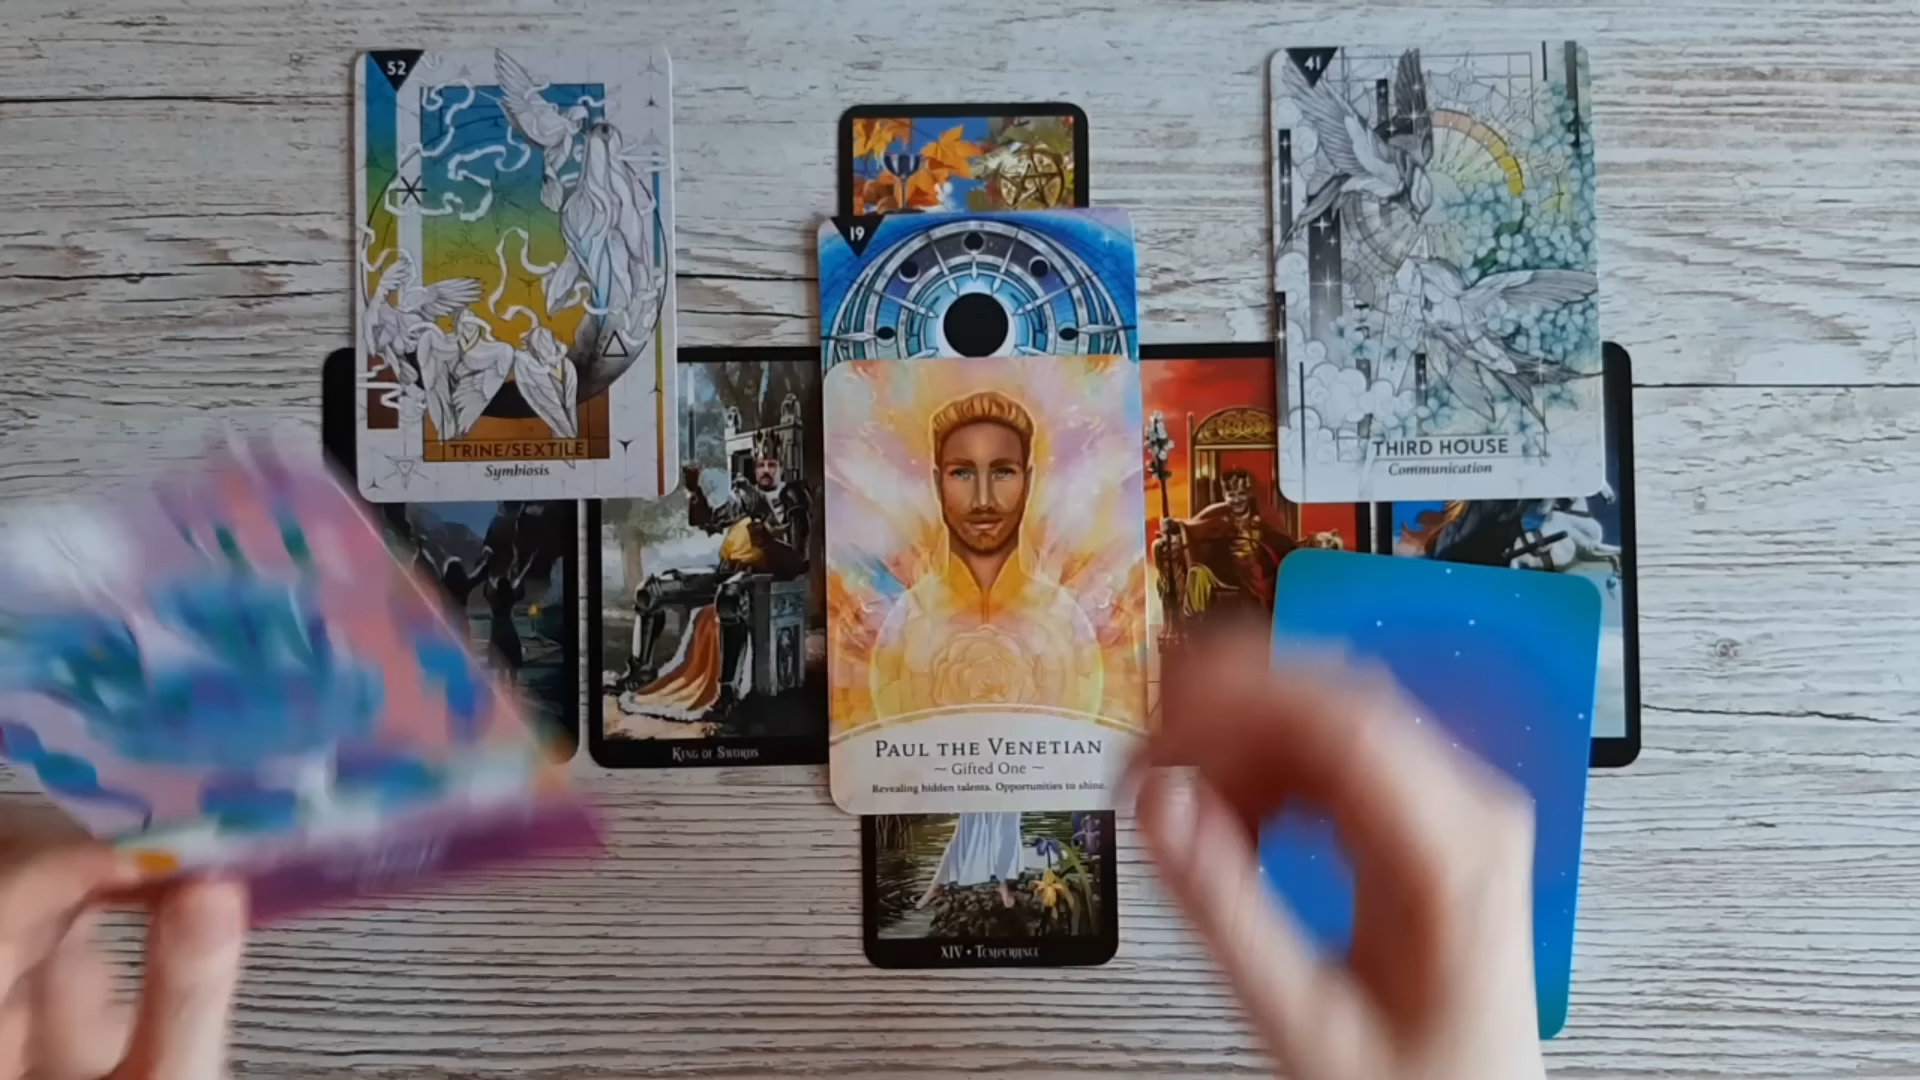 52
TRINE/SEXTILE
Symbiosis
41
THIRD HOUSE
Communication
19
KING OF SWORDS
PAUL THE VENETIAN
~ Gifted One ~
Revealing hidden talents. Opportunities to shine.
XIV • TEMPERANCE